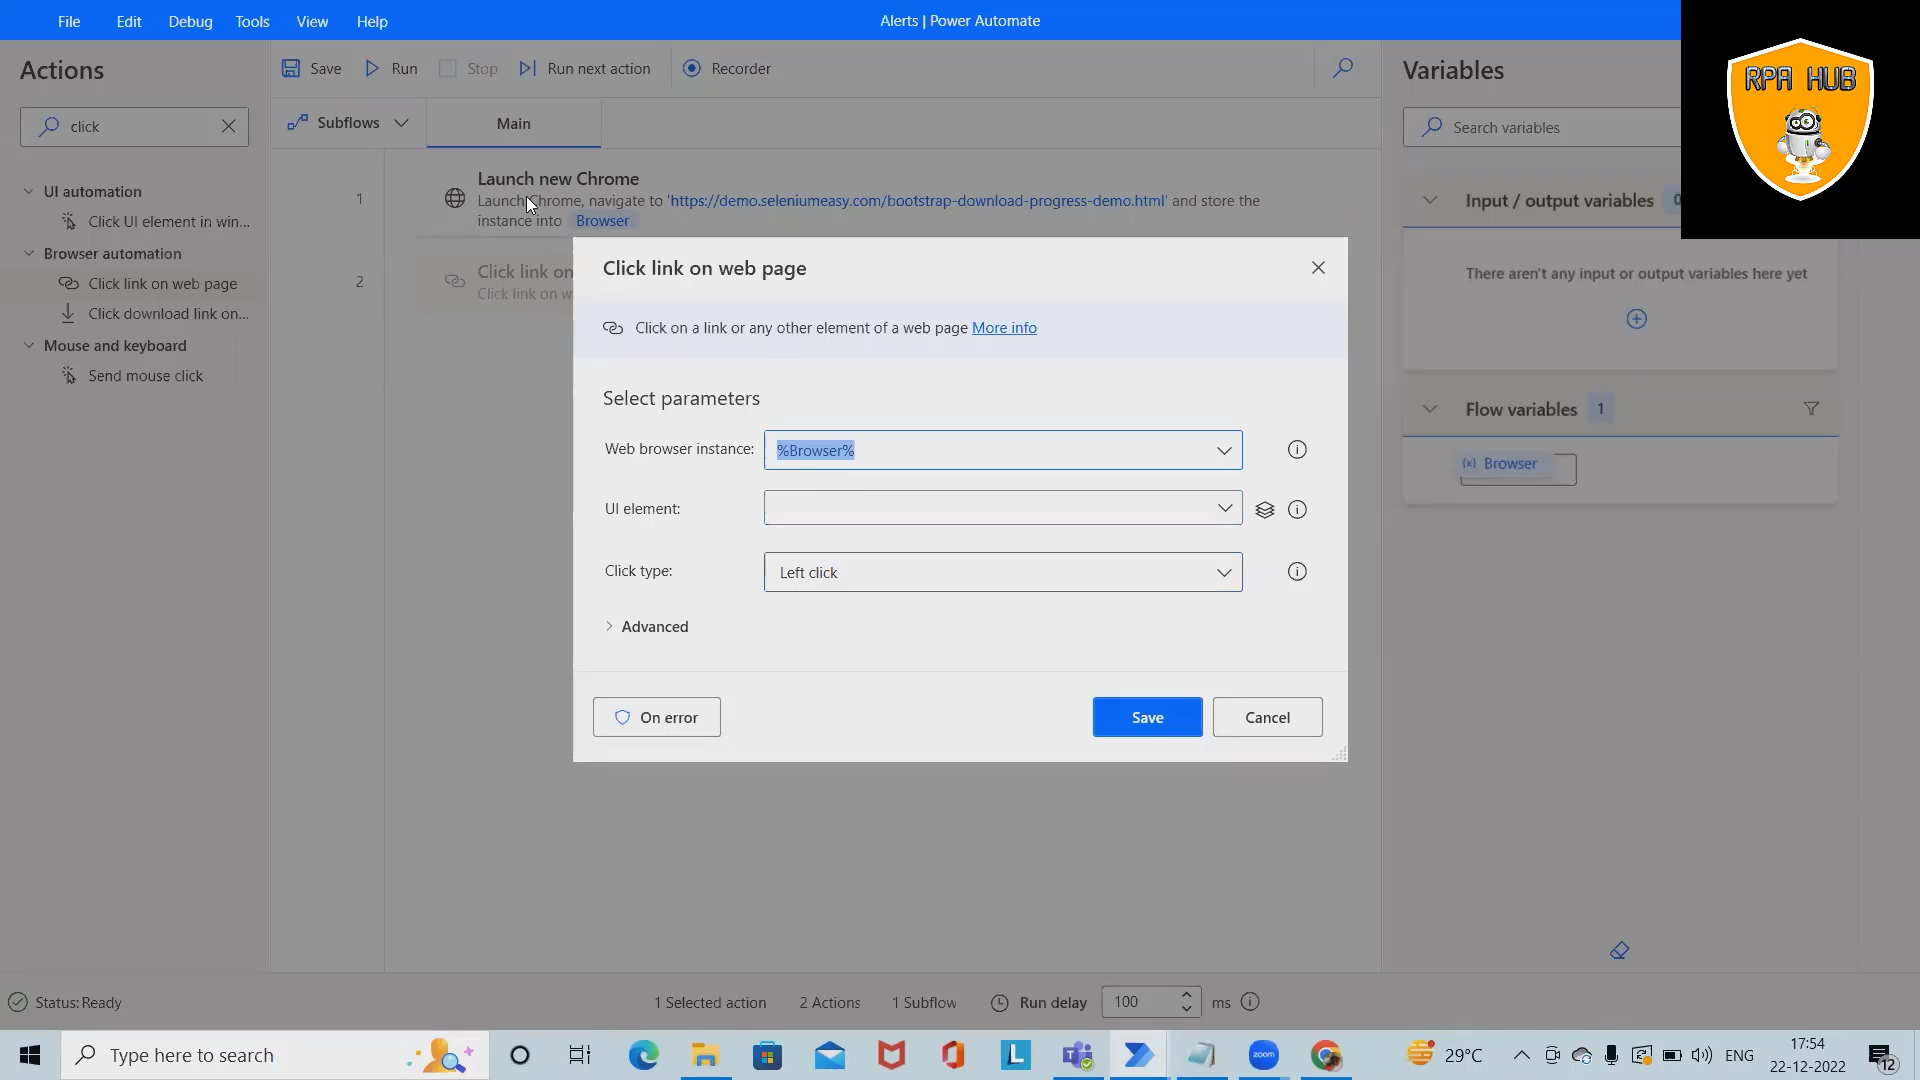 File Edit Debug Tools View Help
Alerts | Power Automate
RPA HUB
Actions
Save Run Stop Run next action Recorder
Variables
click
Subflows Main
Search variables
UI automation
Click UI element in win...
Browser automation
Click link on web page
Click download link on...
Mouse and keyboard
Send mouse click
1
Launch new Chrome
Launch Chrome, navigate to 'https://demo.seleniumeasy.com/bootstrap-download-progress-demo.html' and store the
instance into Browser
2
Click link on
Click link on w
Click link on web page
Click on a link or any other element of a web page More info
Select parameters
Web browser instance: %Browser%
UI element:
Click type: Left click
Advanced
On error Save Cancel
Input / output variables
There aren't any input or output variables here yet
Flow variables 1
(x) Browser
Status: Ready 1 Selected action 2 Actions 1 Subflow Run delay 100 ms
Type here to search
L
zoom
29°C
ENG
17:54
22-12-2022
12